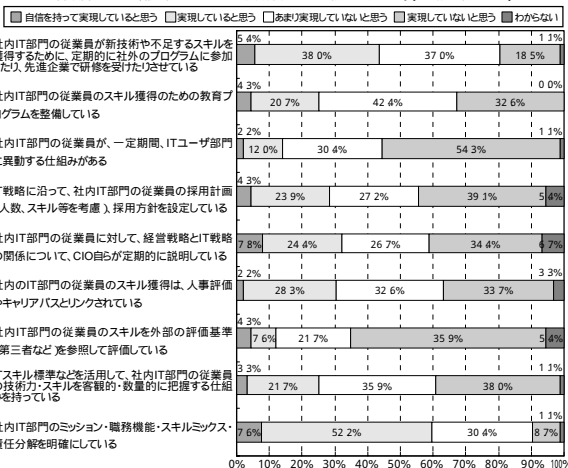 自信を持って実現していると思う 実現していると思う あまり実現していないと思う 実現していないと思う わからない
社内IT部門の従業員が新技術や不足するスキルを
獲得するために、定期的に社外のプログラムに参加
したり、先進企業で研修を受けたりさせている
5 4% 38 0% 37 0% 18 5% 1 1%
社内IT部門の従業員のスキル獲得のための教育プ
ログラムを整備している
4 3% 20 7% 42 4% 32 6% 0 0%
社内IT部門の従業員が、一定期間、ITユーザ部門
に異動する仕組みがある
2 2% 12 0% 30 4% 54 3% 1 1%
IT戦略に沿って、社内IT部門の従業員の採用計画
(人数、スキル等を考慮)、採用方針を設定している
4 3% 23 9% 27 2% 39 1% 5 4%
社内IT部門の従業員に対して、経営戦略とIT戦略
の関係について、CIO自らが定期的に説明している
7 8% 24 4% 26 7% 34 4% 6 7%
社内のIT部門の従業員のスキル獲得は、人事評価
やキャリアパスとリンクされている
2 2% 28 3% 32 6% 33 7% 3 3%
社内IT部門の従業員のスキルを外部の評価基準
(第三者など)を参照して評価している
4 3% 7 6% 21 7% 35 9% 5 4%
ITスキル標準などを活用して、社内IT部門の従業員
の技術力・スキルを客観的・数量的に把握する仕組
みを持っている
3 3% 21 7% 35 9% 38 0% 1 1%
社内IT部門のミッション・職務機能・スキルミックス・
責任分解を明確にしている
7 6% 52 2% 30 4% 8 7% 1 1%
0% 10% 20% 30% 40% 50% 60% 70% 80% 90% 100%